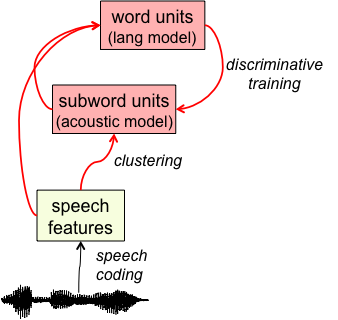 word units
(lang model)
discriminative
training
subword units
(acoustic model)
clustering
speech
features
speech
coding